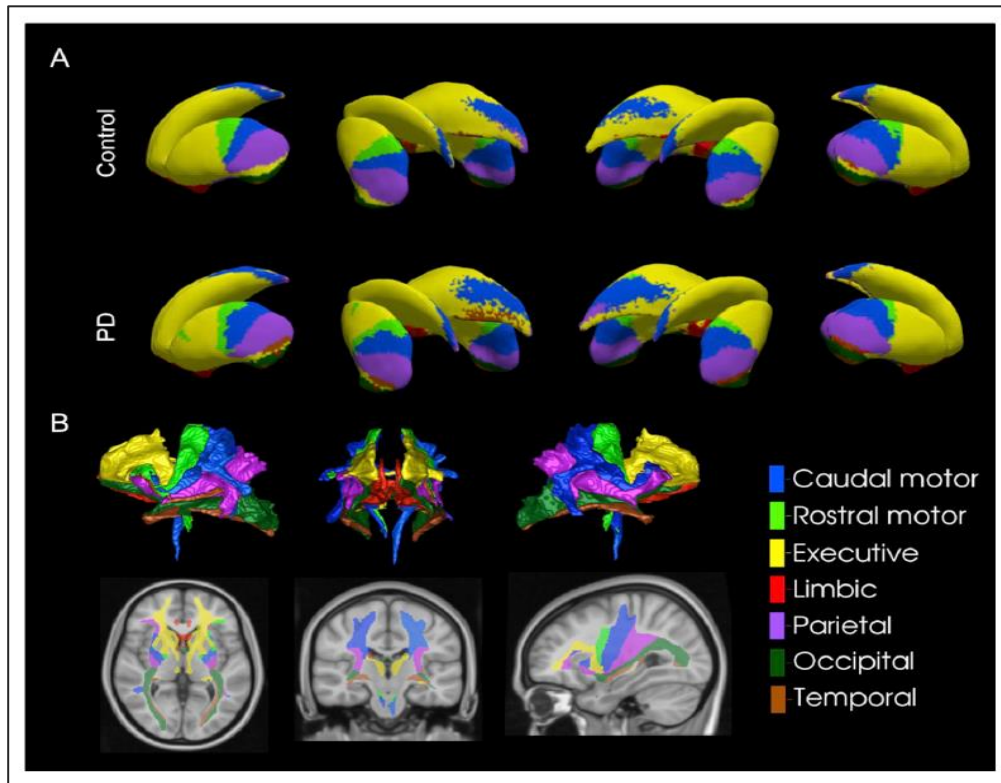 A
Control
PD
B
Caudal motor
Rostral motor
Executive
Limbic
Parietal
Occipital
Temporal